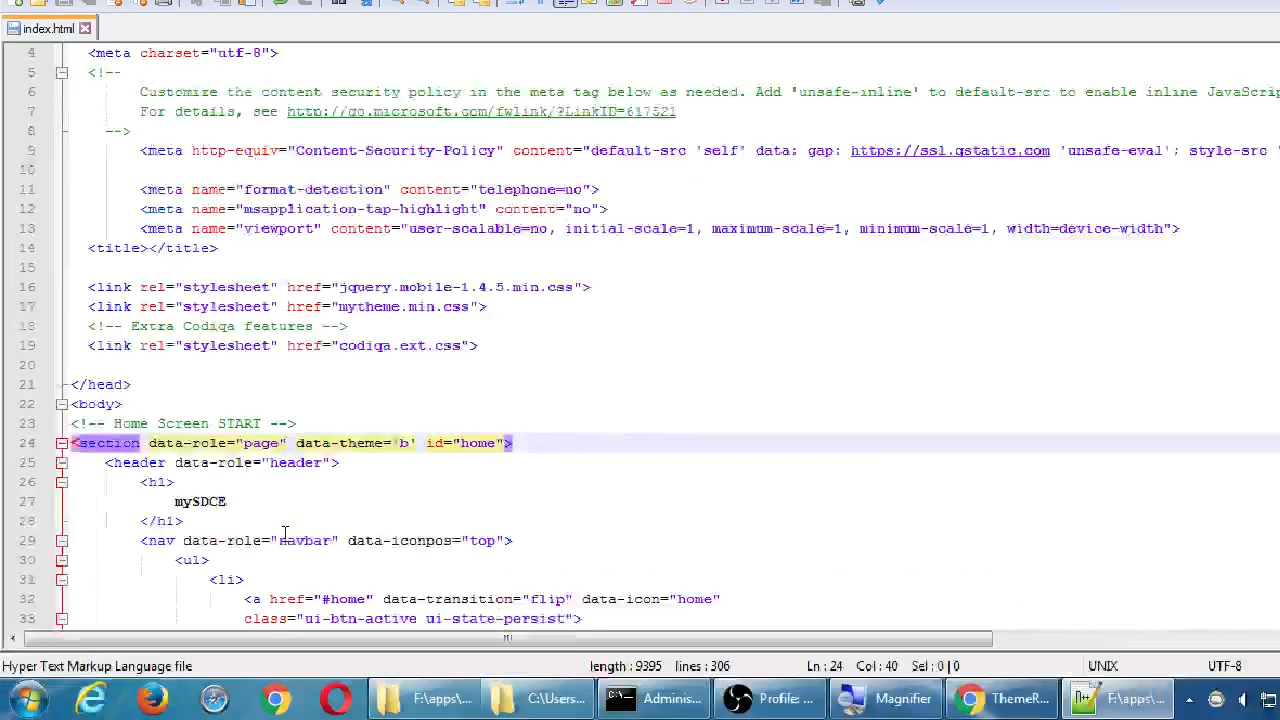 index.html
4 <meta charset="utf-8">
5 <!--
6 Customize the content security policy in the meta tag below as needed. Add 'unsafe-inline' to default-src to enable inline JavaScri
7 For details, see http://go.microsoft.com/fwlink/?LinkID=617521
8 -->
9 <meta http-equiv="Content-Security-Policy" content="default-src 'self' data: gap: https://ssl.gstatic.com 'unsafe-eval'; style-src '
10
11 <meta name="format-detection" content="telephone=no">
12 <meta name="msapplication-tap-highlight" content="no">
13 <meta name="viewport" content="user-scalable=no, initial-scale=1, maximum-scale=1, minimum-scale=1, width=device-width">
14 <title></title>
15
16 <link rel="stylesheet" href="jquery.mobile-1.4.5.min.css">
17 <link rel="stylesheet" href="mytheme.min.css">
18 <!-- Extra Codiqa features -->
19 <link rel="stylesheet" href="codiqa.ext.css">
20
21 </head>
22 <body>
23 <!-- Home Screen START -->
24 <section data-role="page" data-theme='b' id="home">
25 <header data-role="header">
26 <h1>
27 mySDCE
28 </h1>
29 <nav data-role="navbar" data-iconpos="top">
30 <ul>
31 <li>
32 <a href="#home" data-transition="flip" data-icon="home"
33 class="ui-btn-active ui-state-persist">
Hyper Text Markup Language file length : 9395 lines : 306 Ln : 24 Col : 40 Sel : 0 | 0 UNIX UTF-8
F:\apps\... C:\Users... Adminis... Profile: ... Magnifier ThemeR... F:\apps\...